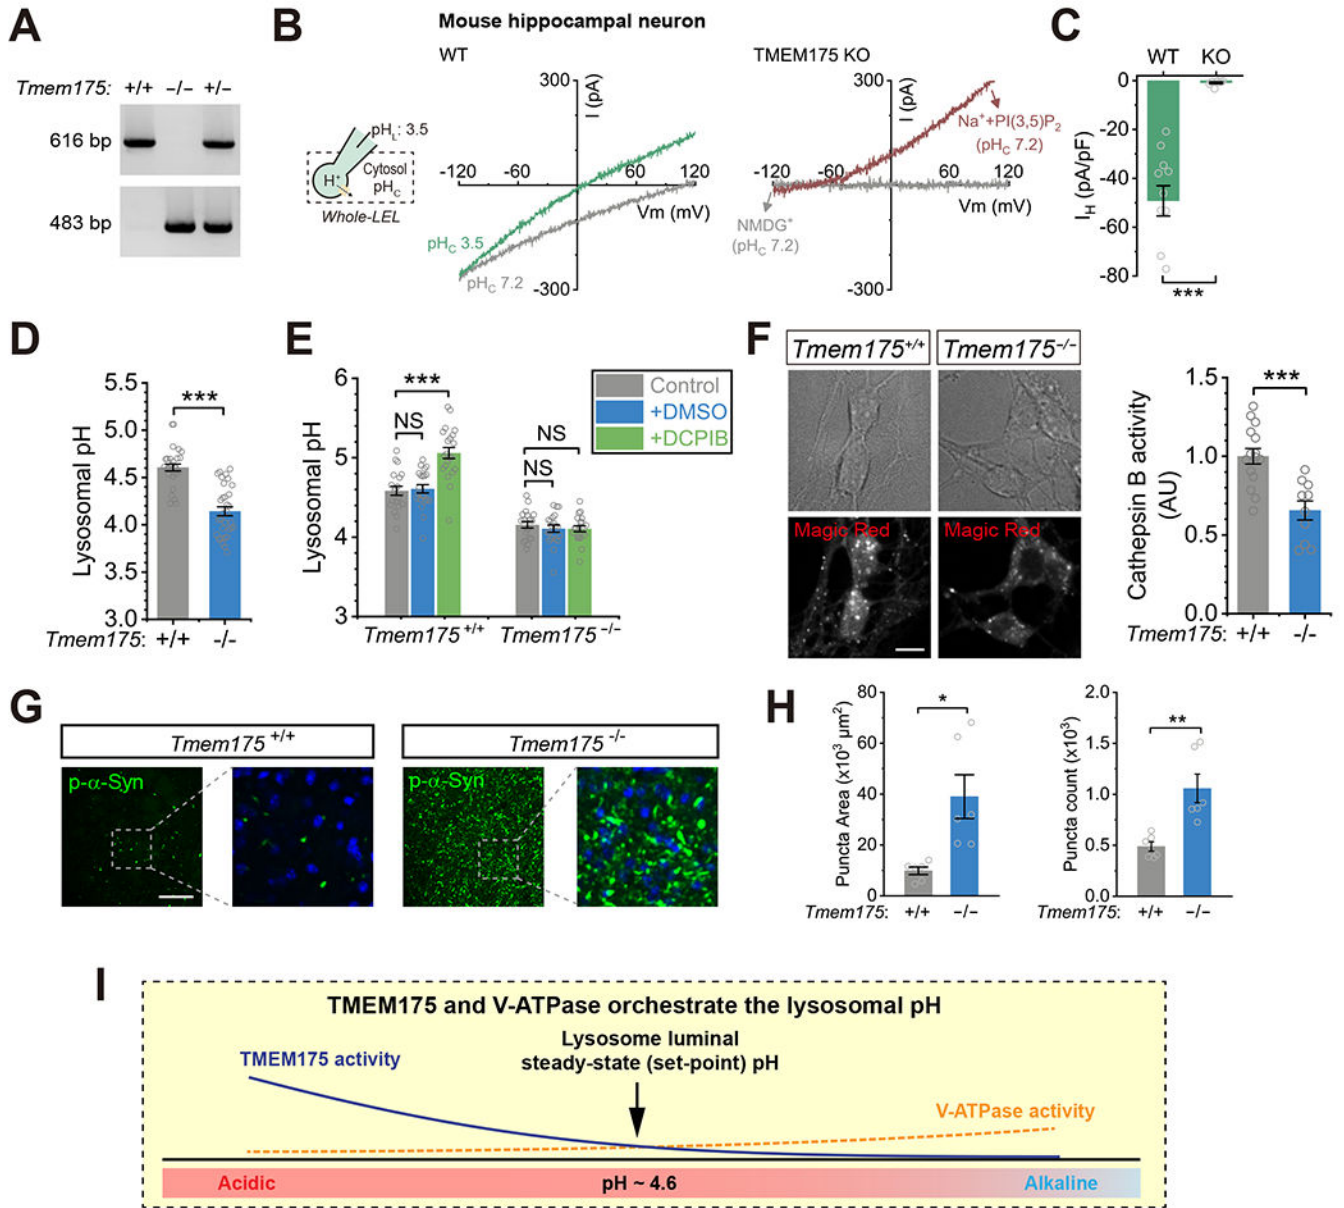 A
Tmem175: +/+ −/− +/−
616 bp
483 bp
B
Mouse hippocampal neuron
WT
TMEM175 KO
pHL: 3.5
H+
Cytosol
pHC
Whole-LEL
300
I (pA)
-120 -60 60 120
Vm (mV)
pHC 3.5
pHC 7.2
-300
300
I (pA)
Na++PI(3,5)P2
(pHC 7.2)
-120 -60 60 120
Vm (mV)
NMDG+
(pHC 7.2)
-300
C
WT KO
0
-20
-40
-60
-80
IH (pA/pF)
***
D
5.5
5.0
4.5
4.0
3.5
3.0
Lysosomal pH
***
Tmem175: +/+ -/-
E
6
5
4
3
Lysosomal pH
***
NS
NS
NS
Control
+DMSO
+DCPIB
Tmem175 +/+ Tmem175 −/−
F
Tmem175+/+ Tmem175−/−
Magic Red Magic Red
1.5
1.0
0.5
0.0
Cathepsin B activity
(AU)
***
Tmem175: +/+ -/-
G
Tmem175 +/+ Tmem175 -/-
p-α-Syn p-α-Syn
H
80
60
40
20
0
Puncta Area (x10³ µm²)
*
Tmem175: +/+ −/−
2.0
1.5
1.0
0.5
0.0
Puncta count (x10³)
**
Tmem175: +/+ −/−
I
TMEM175 and V-ATPase orchestrate the lysosomal pH
Lysosome luminal
steady-state (set-point) pH
TMEM175 activity
V-ATPase activity
Acidic pH ~ 4.6 Alkaline